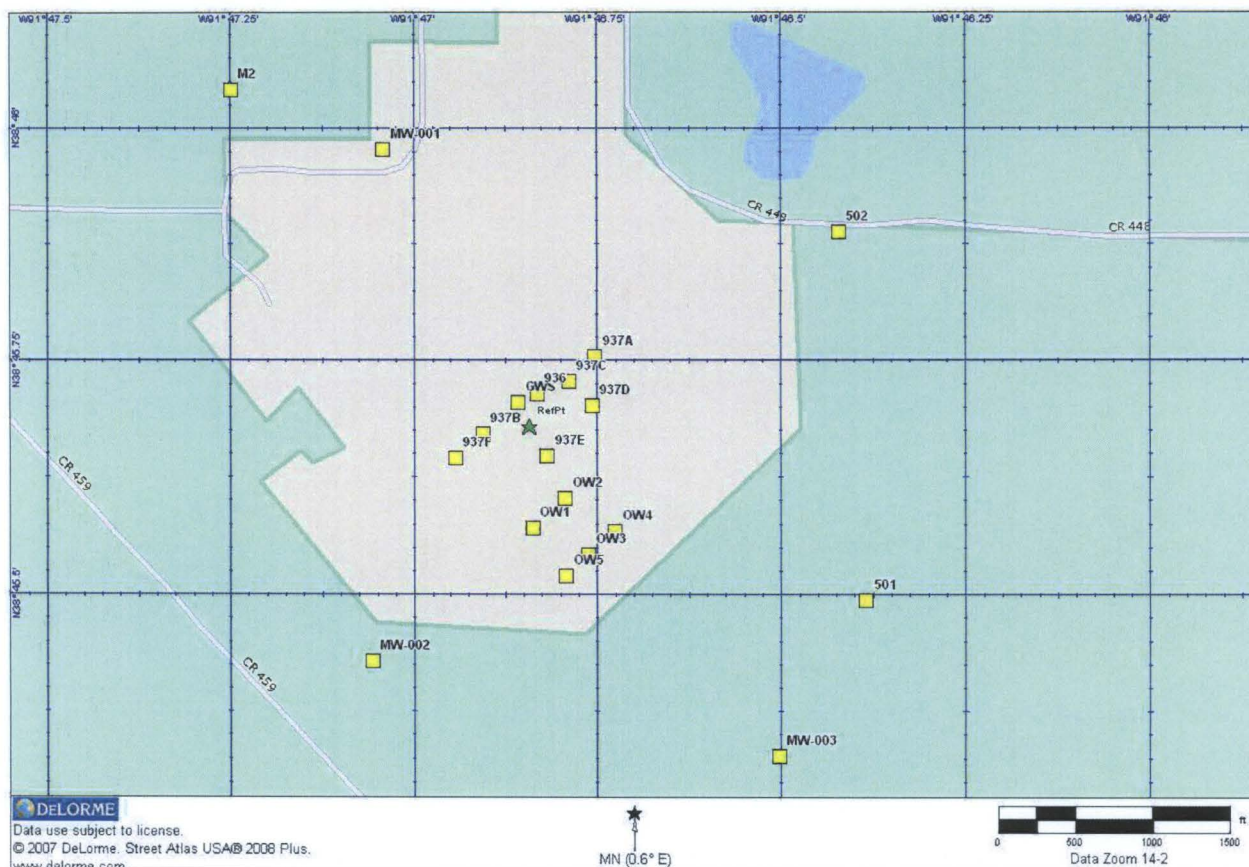 W91°47.5'
W91°47.25'
W91°47'
W91°46.75'
W91°46.5'
W91°46.25'
W91°46'
M2
N38°46'
MW-001
CR 449
502
CR 448
937A
N38°45.75'
937C
936
GWS
937D
RefPt
937B
937F
937E
CR 459
OW2
OW1
OW4
OW3
OW5
N38°45.5'
501
MW-002
CR 459
MW-003
DELORME
Data use subject to license.
© 2007 DeLorme. Street Atlas USA® 2008 Plus.
www.delorme.com
MN (0.6° E)
ft
0 500 1000 1500
Data Zoom 14-2